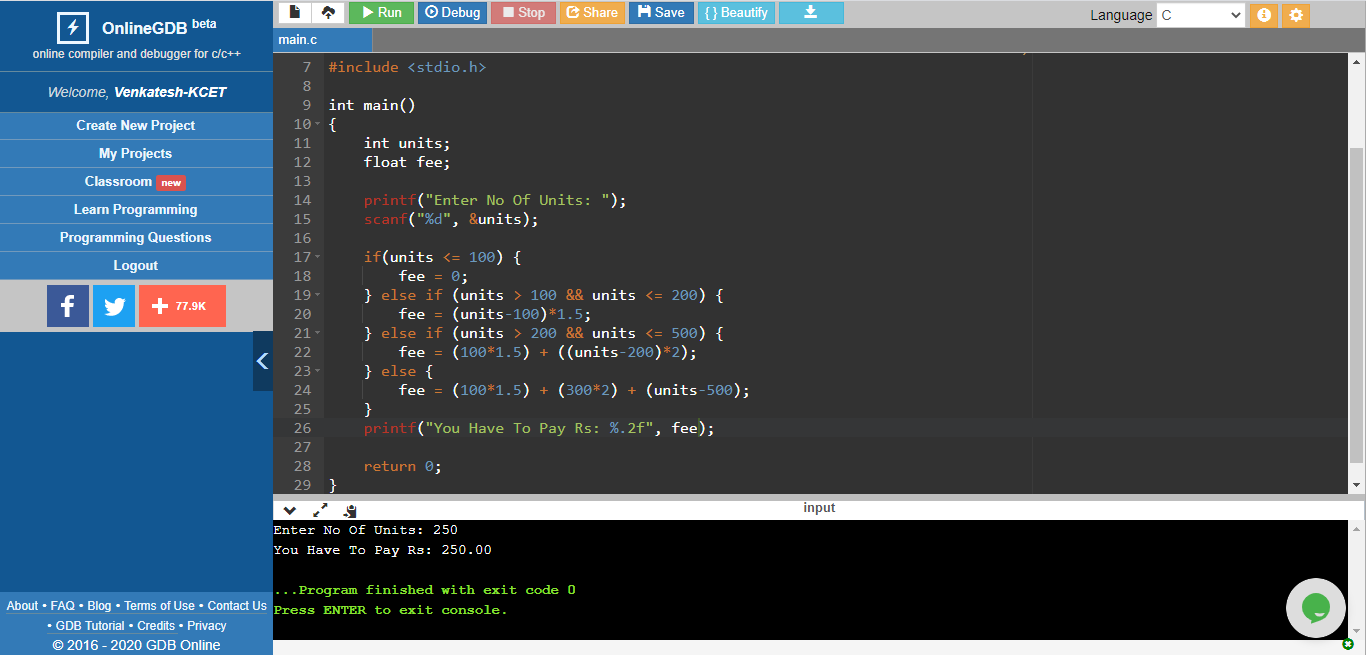 OnlineGDB beta
online compiler and debugger for c/c++
Welcome, Venkatesh-KCET
Create New Project
My Projects
Classroom new
Learn Programming
Programming Questions
Logout
f
+ 77.9K
About • FAQ • Blog • Terms of Use • Contact Us
• GDB Tutorial • Credits • Privacy
© 2016 - 2020 GDB Online
Run Debug Stop Share Save { } Beautify
Language C
main.c
7 #include <stdio.h>
8
9 int main()
10 {
11     int units;
12     float fee;
13
14     printf("Enter No Of Units: ");
15     scanf("%d", &units);
16
17     if(units <= 100) {
18         fee = 0;
19     } else if (units > 100 && units <= 200) {
20         fee = (units-100)*1.5;
21     } else if (units > 200 && units <= 500) {
22         fee = (100*1.5) + ((units-200)*2);
23     } else {
24         fee = (100*1.5) + (300*2) + (units-500);
25     }
26     printf("You Have To Pay Rs: %.2f", fee);
27
28     return 0;
29 }
input
Enter No Of Units: 250
You Have To Pay Rs: 250.00
...Program finished with exit code 0
Press ENTER to exit console.